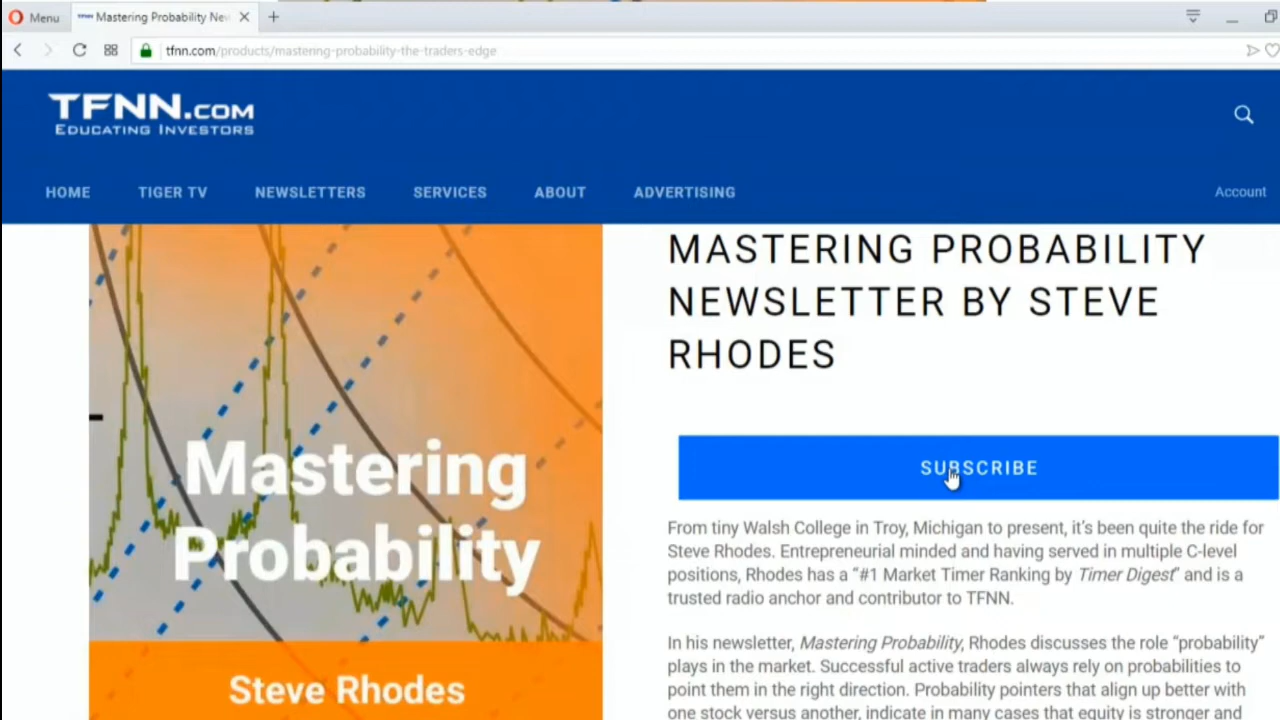 Menu
TFNN Mastering Probability New
tfnn.com/products/mastering-probability-the-traders-edge
TFNN.COM
EDUCATING INVESTORS
HOME TIGER TV NEWSLETTERS SERVICES ABOUT ADVERTISING Account
MASTERING PROBABILITY
NEWSLETTER BY STEVE
RHODES
SUBSCRIBE
From tiny Walsh College in Troy, Michigan to present, it's been quite the ride for
Steve Rhodes. Entrepreneurial minded and having served in multiple C-level
positions, Rhodes has a “#1 Market Timer Ranking by Timer Digest” and is a
trusted radio anchor and contributor to TFNN.
In his newsletter, Mastering Probability, Rhodes discusses the role “probability”
plays in the market. Successful active traders always rely on probabilities to
point them in the right direction. Probability pointers that align up better with
one stock versus another, indicate in many cases that equity is stronger and
Mastering
Probability
Steve Rhodes